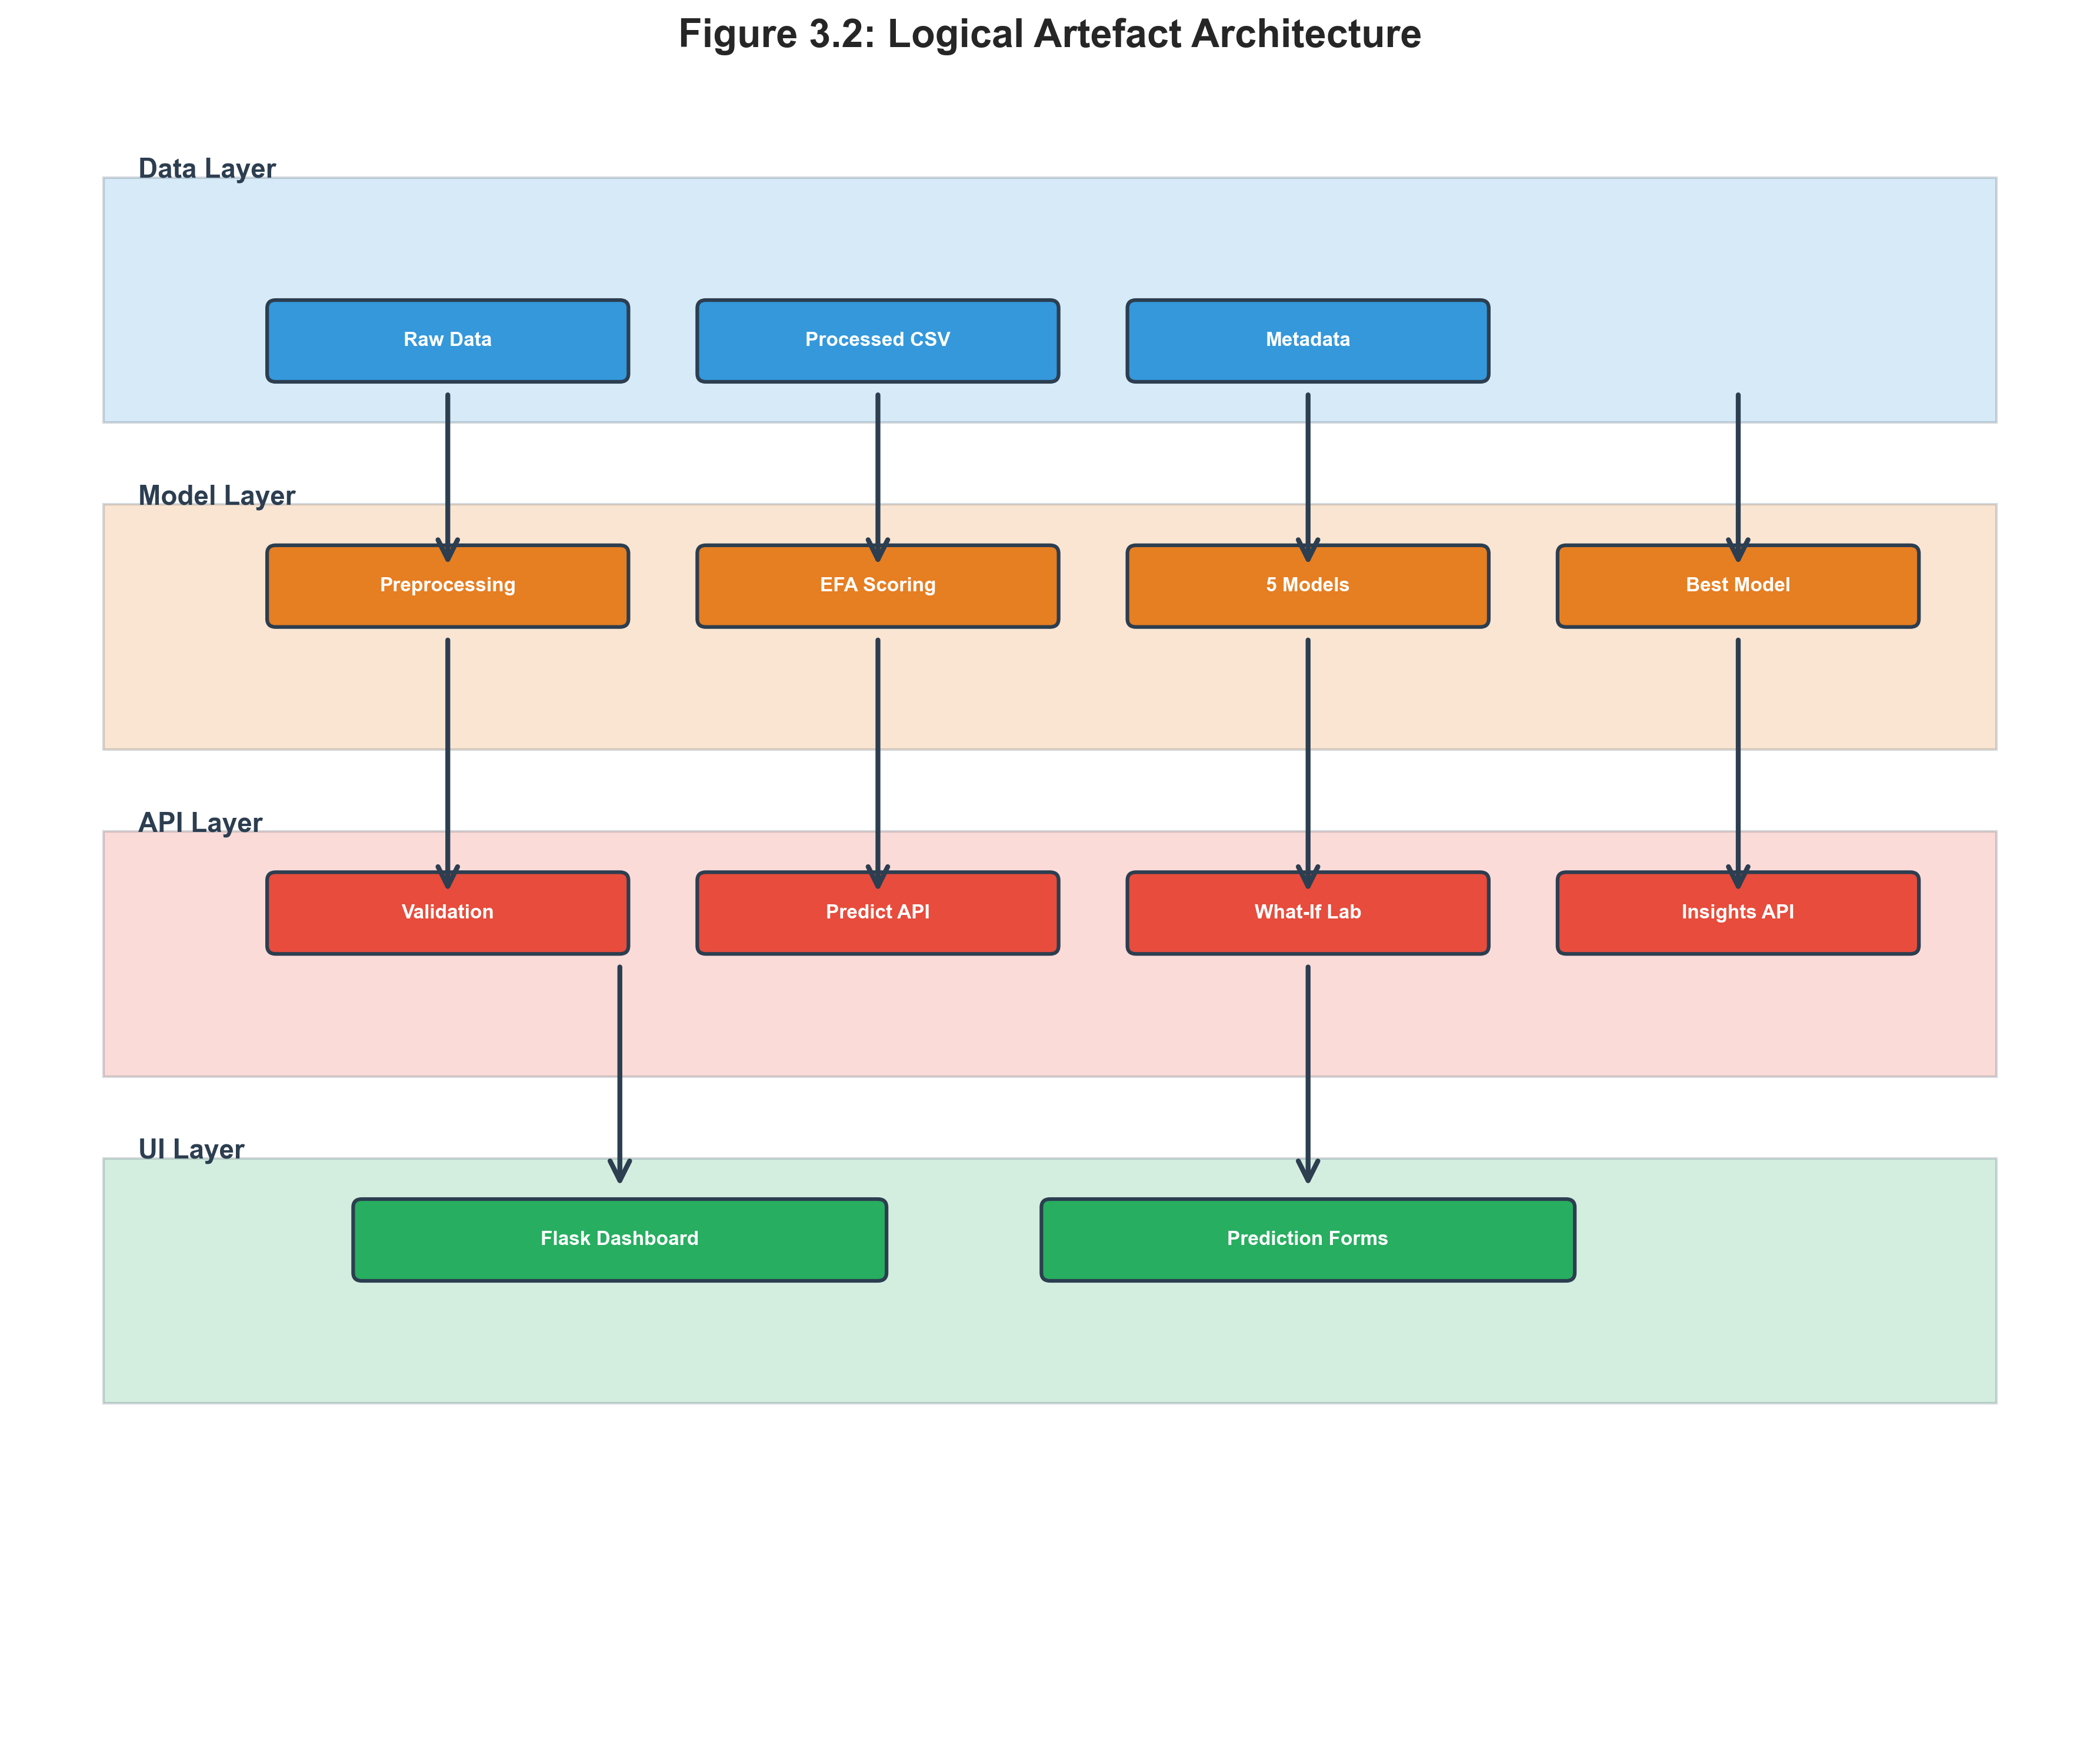 Figure 3.2: Logical Artefact Architecture
Data Layer
Raw Data
Processed CSV
Metadata
Model Layer
Preprocessing
EFA Scoring
5 Models
Best Model
API Layer
Validation
Predict API
What-If Lab
Insights API
UI Layer
Flask Dashboard
Prediction Forms